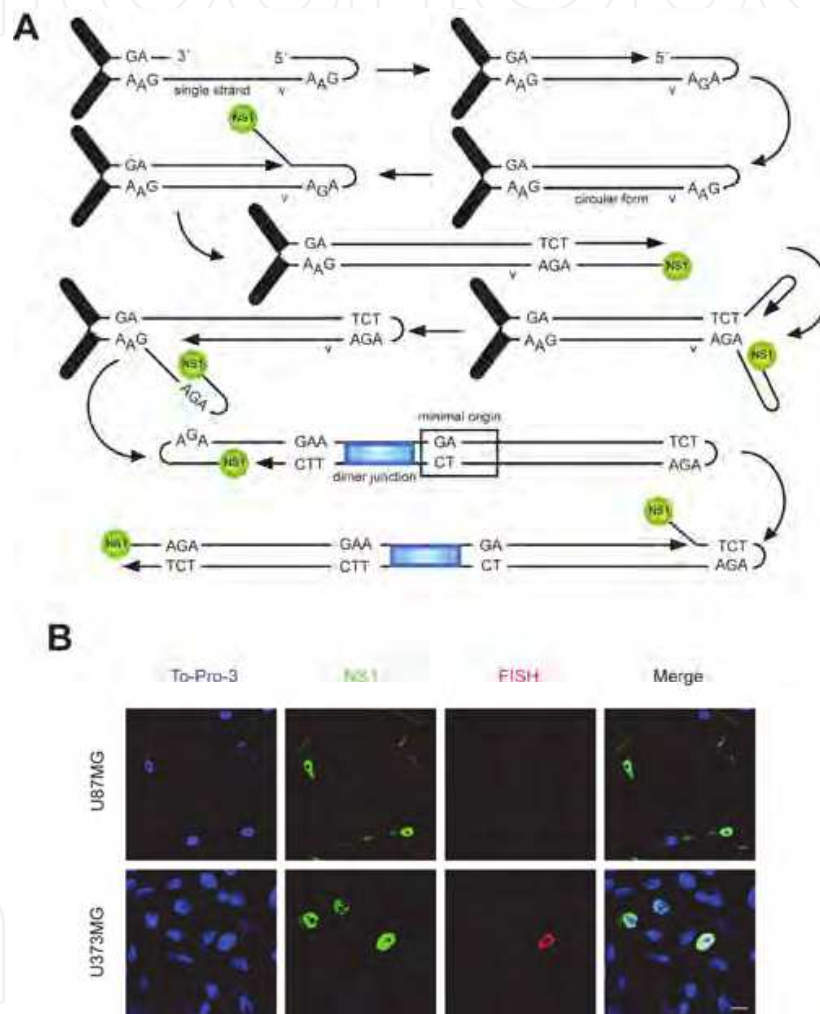 A
GA 3´ 5´
AAG single strand v AAG
GA 5´
AAG v AGA
NS1
GA
AAG v AGA
GA
AAG circular form v AAG
GA TCT
AAG v AGA NS1
GA TCT
AAG v AGA
NS1
AGA
GA TCT
AAG v AGA
NS1
minimal origin
AGA GAA GA TCT
NS1 CTT CT AGA
dimer junction
NS1
NS1 AGA GAA GA TCT
TCT CTT CT AGA
B
To-Pro-3 NS1 FISH Merge
U87MG
U373MG